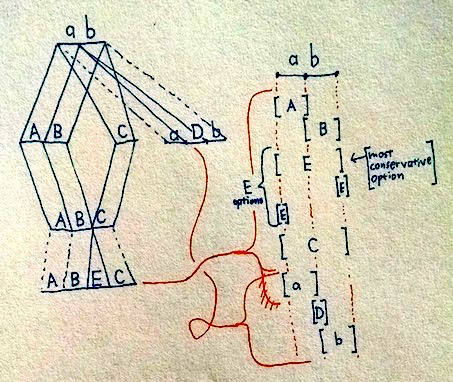 a b
a b
A B C
a D b
A B C
A B E C
[A]
[B]
[ E ]
[E]
E options
[E]
[ C ]
[a]
[D]
[b]
[most
conservative
option]